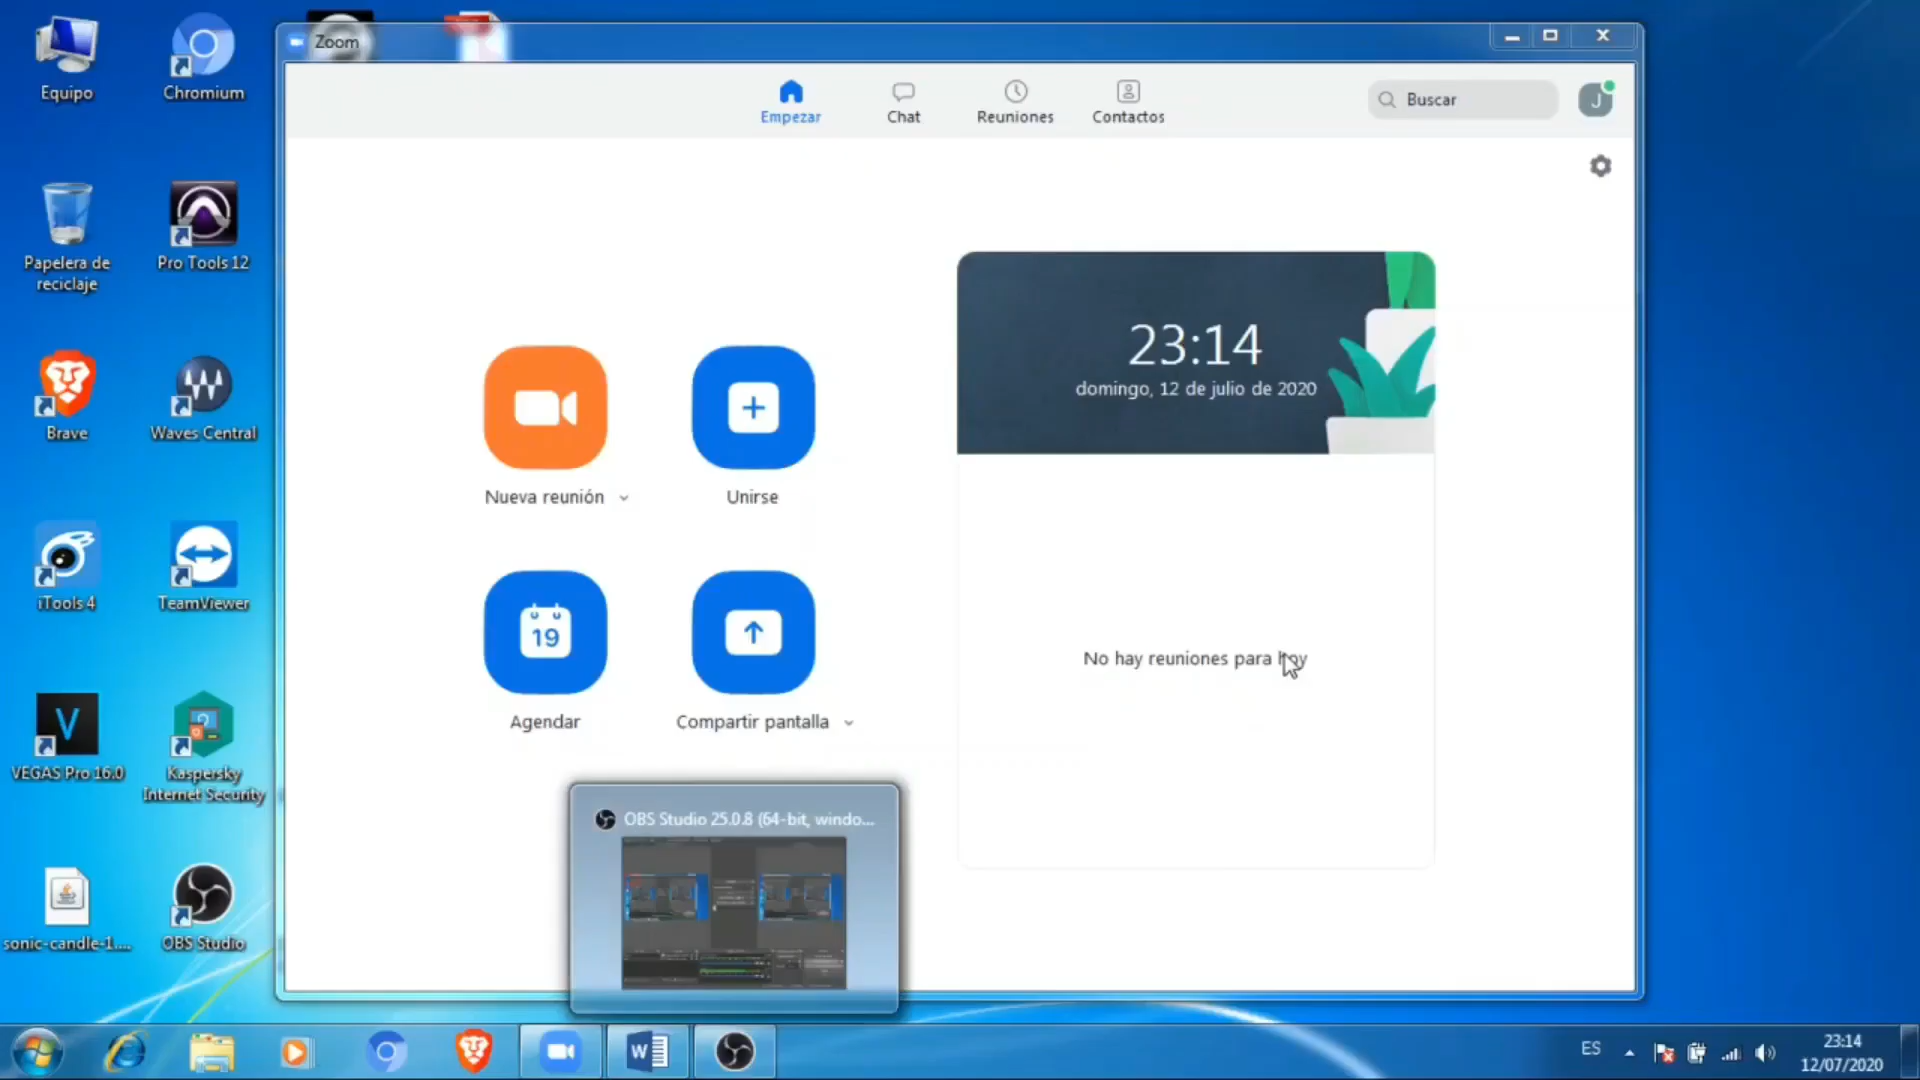 Equipo
Chromium
Papelera de
reciclaje
Pro Tools 12
Brave
Waves Central
iTools 4
TeamViewer
VEGAS Pro 16.0
Kaspersky
Internet Security
sonic-candle-1....
OBS Studio
Zoom
Empezar
Chat
Reuniones
Contactos
Buscar
J
Nueva reunión
Unirse
19
Agendar
Compartir pantalla
23:14
domingo, 12 de julio de 2020
No hay reuniones para hoy
OBS Studio 25.0.8 (64-bit, windo...
ES
23:14
12/07/2020